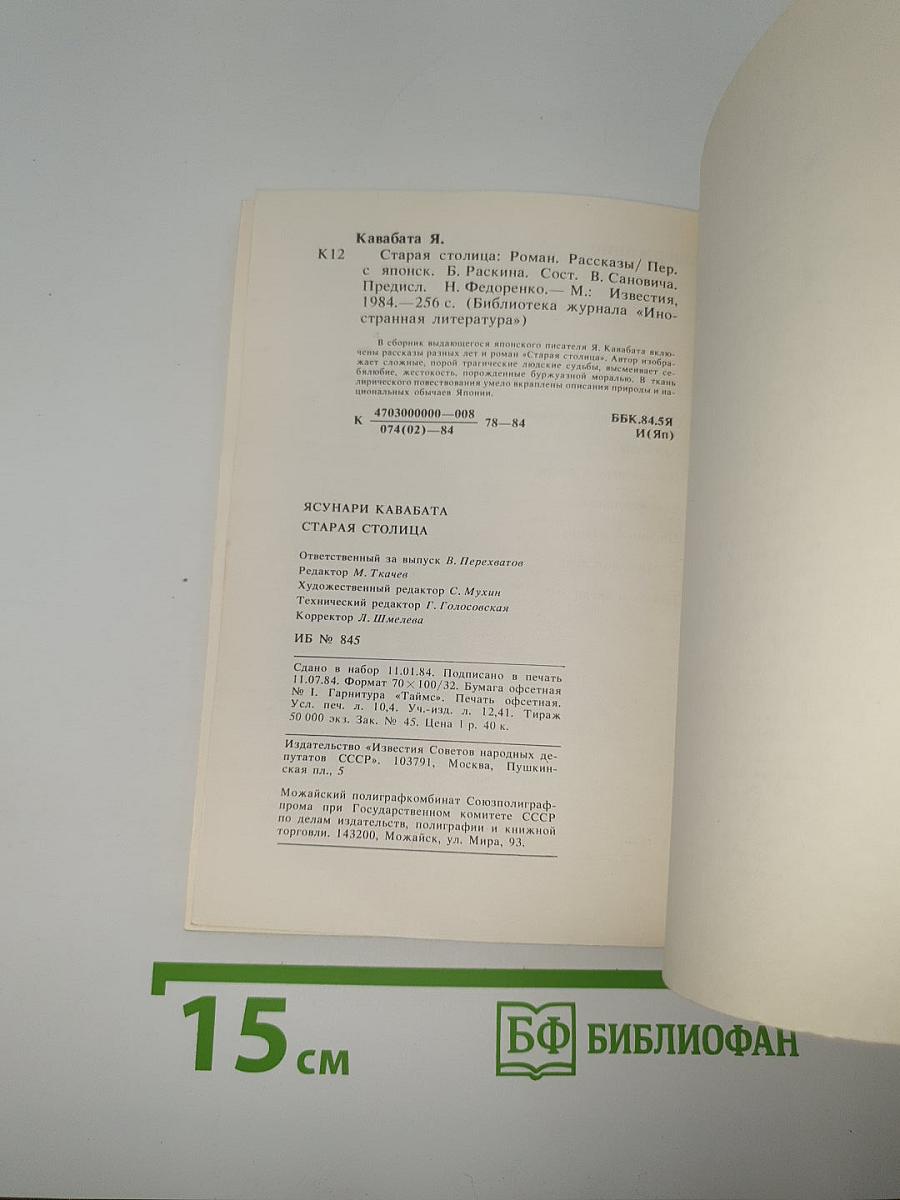 Кавабата Я.
К12 Старая столица: Роман. Рассказы/ Пер.
с японск. Б. Раскина. Сост. В. Сановича.
Предисл. Н. Федоренко.— М.: Известия,
1984.—256 с. (Библиотека журнала «Ино-
странная литература»)
В сборник выдающегося японского писателя Я. Кавабата вклю-
чены рассказы разных лет и роман «Старая столица». Автор изобра-
жает сложные, порой трагические людские судьбы, высмеивает се-
бялюбие, жестокость, порожденные буржуазной моралью. В ткань
лирического повествования умело вкраплены описания природы и на-
циональных обычаев Японии.
К 4703000000—008 78—84
074(02)—84
ББК.84.5Я
И(Яп)
ЯСУНАРИ КАВАБАТА
СТАРАЯ СТОЛИЦА
Ответственный за выпуск В. Перехватов
Редактор М. Ткачев
Художественный редактор С. Мухин
Технический редактор Г. Голосовская
Корректор Л. Шмелева
ИБ № 845
Сдано в набор 11.01.84. Подписано в печать
11.07.84. Формат 70×100/32. Бумага офсетная
№ 1. Гарнитура «Таймс». Печать офсетная.
Усл. печ. л. 10,4. Уч.-изд. л. 12,41. Тираж
50 000 экз. Зак. № 45. Цена 1 р. 40 к.
Издательство «Известия Советов народных де-
путатов СССР». 103791, Москва, Пушкин-
ская пл., 5
Можайский полиграфкомбинат Союзполиграф-
прома при Государственном комитете СССР
по делам издательств, полиграфии и книжной
торговли. 143200, Можайск, ул. Мира, 93.
15 см
БФ БИБЛИОФАН